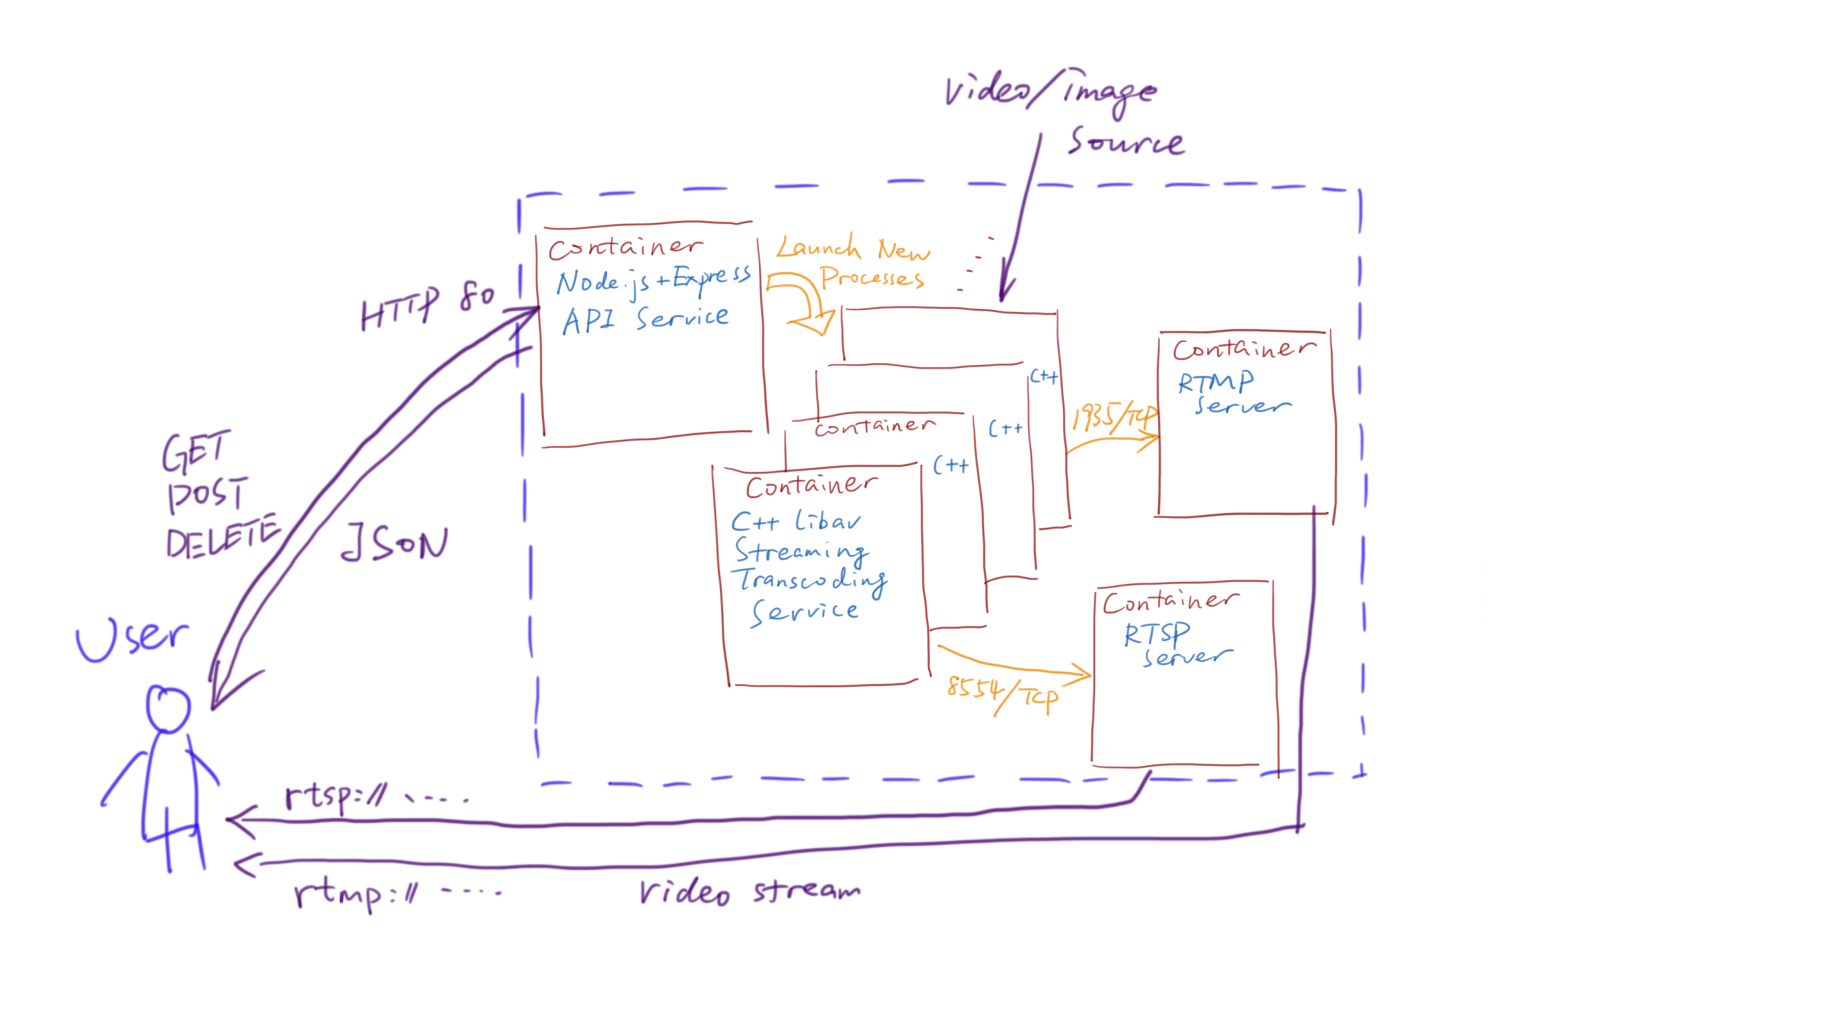 video/image
source
Container
Node.js+Express
API Service
Launch New
Processes
HTTP 80
GET
POST
DELETE
JSON
User
C++
C++
C++
Container
Container
C++ libav
Streaming
Transcoding
Service
1935/TCP
Container
RTMP
Server
8554/TCP
Container
RTSP
Server
rtsp:// ----.
rtmp:// ----.
video stream